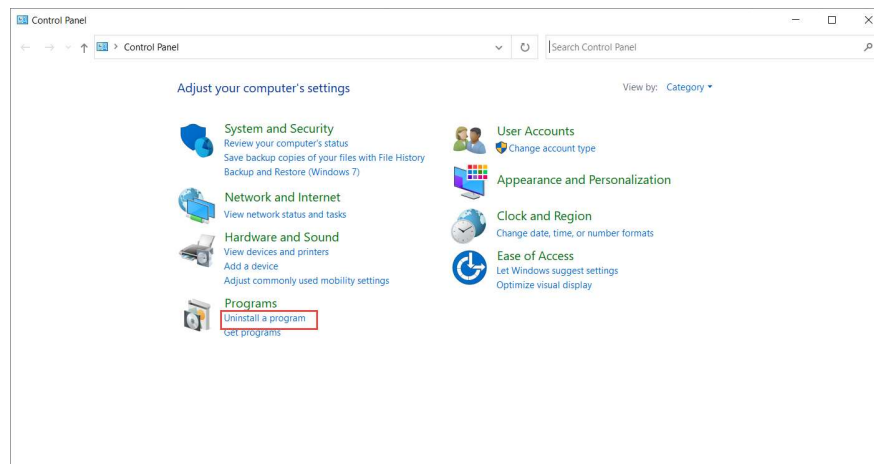 Control Panel
Control Panel
Search Control Panel
Adjust your computer's settings
View by: Category
System and Security
Review your computer's status
Save backup copies of your files with File History
Backup and Restore (Windows 7)
Network and Internet
View network status and tasks
Hardware and Sound
View devices and printers
Add a device
Adjust commonly used mobility settings
Programs
Uninstall a program
Get programs
User Accounts
Change account type
Appearance and Personalization
Clock and Region
Change date, time, or number formats
Ease of Access
Let Windows suggest settings
Optimize visual display